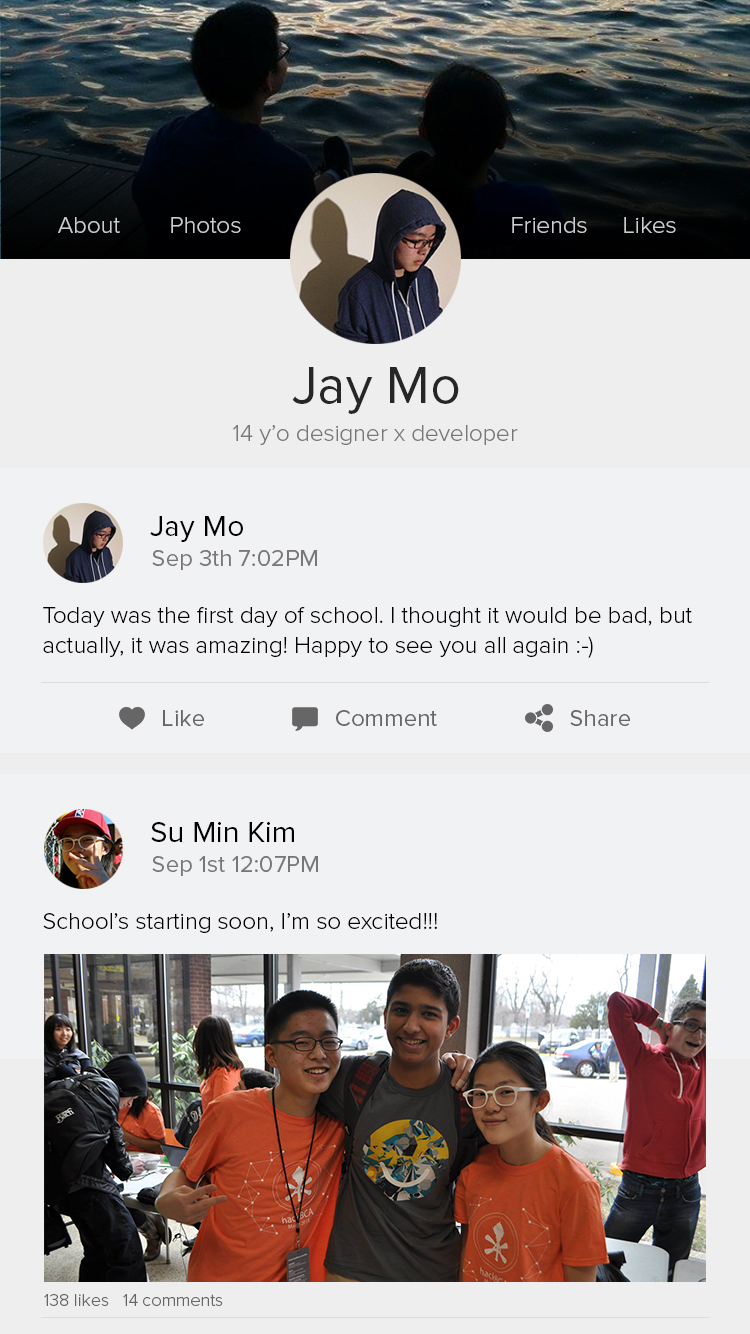 About Photos Friends Likes
Jay Mo
14 y'o designer x developer
Jay Mo
Sep 3th 7:02PM
Today was the first day of school. I thought it would be bad, but
actually, it was amazing! Happy to see you all again :-)
Like Comment Share
Su Min Kim
Sep 1st 12:07PM
School's starting soon, I'm so excited!!!
hackBCA
138 likes 14 comments